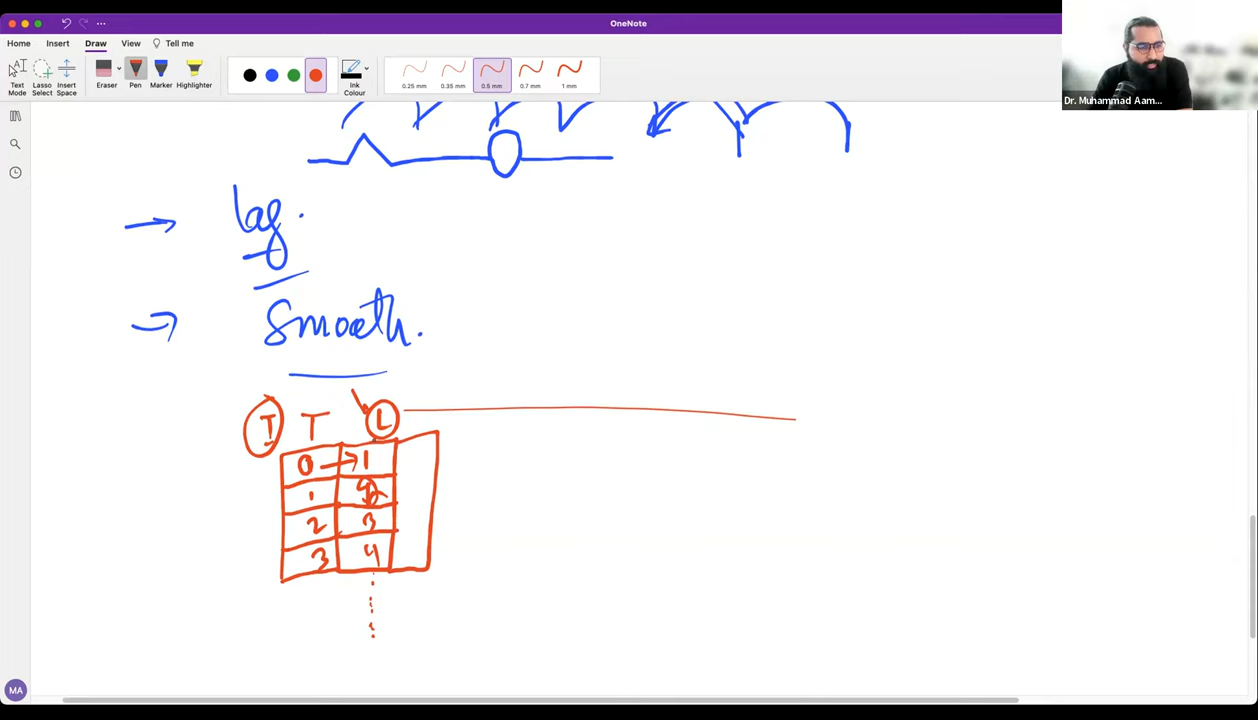 OneNote
Home Insert Draw View Tell me
Text Mode Lasso Select Insert Space Eraser Pen Marker Highlighter Ink Colour 0.25 mm 0.35 mm 0.5 mm 0.7 mm 1 mm
Dr. Muhammad Aam...
lag.
Smooth.
I T L
0 1
1
2 3
3 4
MA